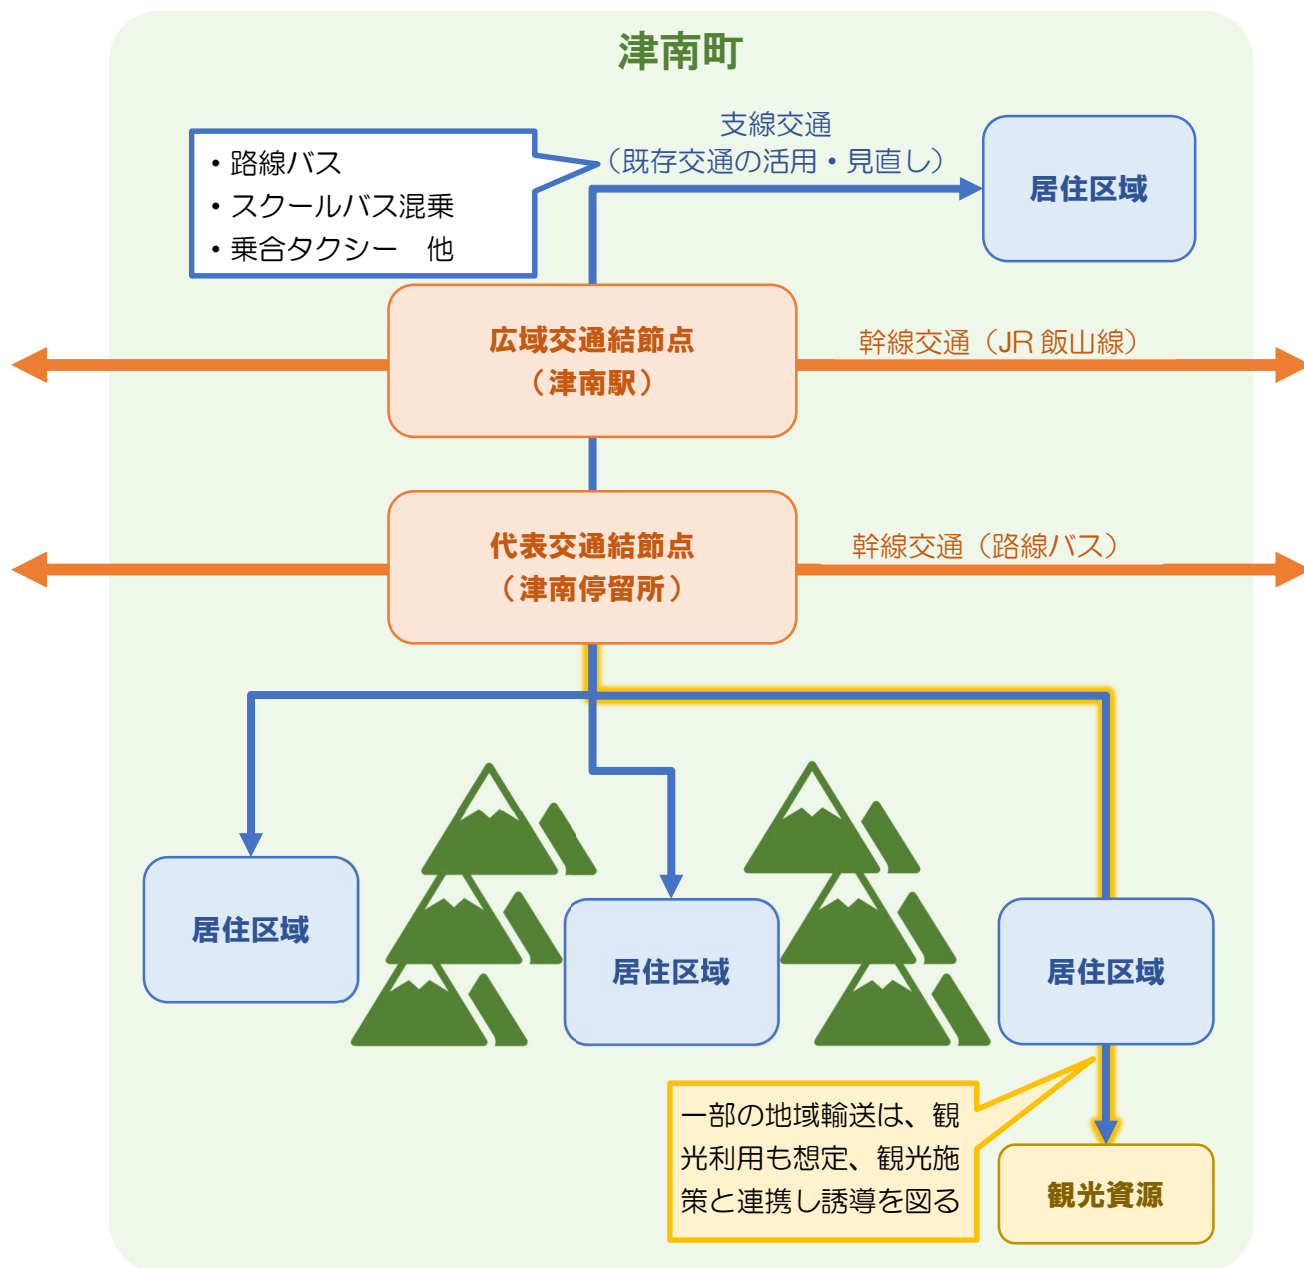 津南町
支線交通
（既存交通の活用・見直し）
・路線バス
・スクールバス混乗
・乗合タクシー　他
居住区域
広域交通結節点
（津南駅）
幹線交通（JR 飯山線）
代表交通結節点
（津南停留所）
幹線交通（路線バス）
居住区域
居住区域
居住区域
一部の地域輸送は、観
光利用も想定、観光施
策と連携し誘導を図る
観光資源